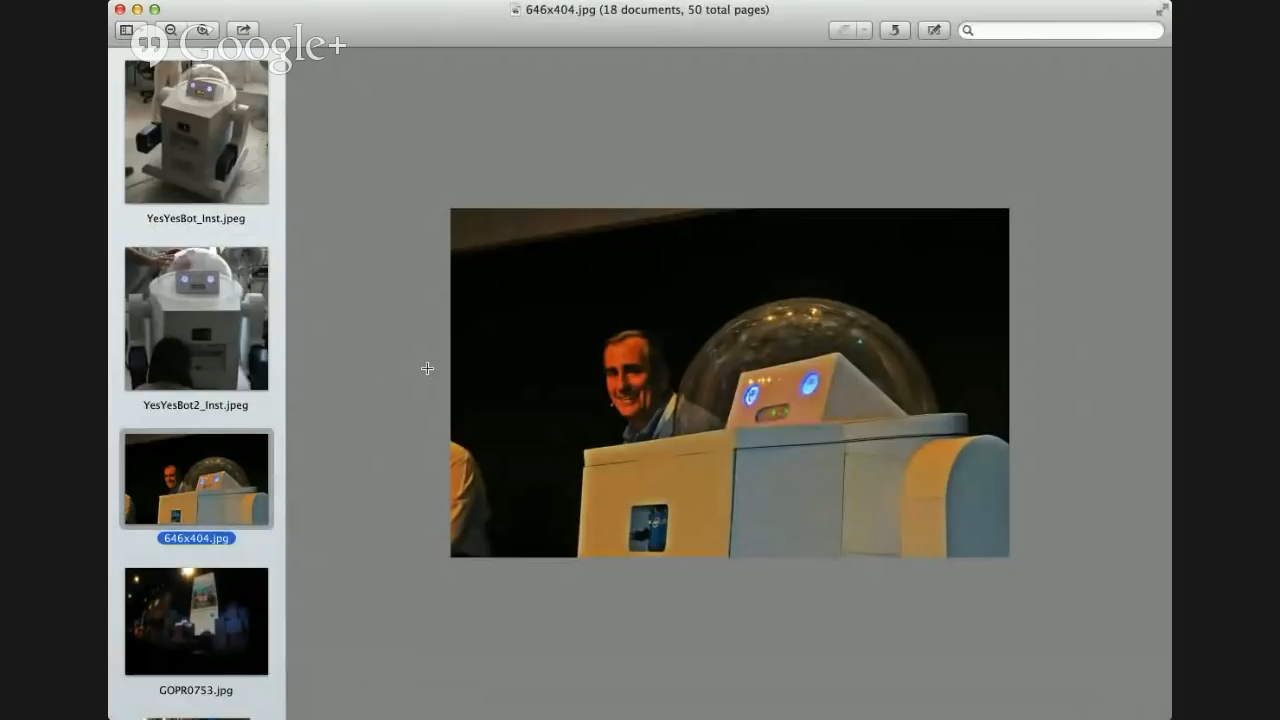 646x404.jpg (18 documents, 50 total pages)
Google+
YesYesBot_Inst.jpeg
YesYesBot2_Inst.jpeg
646x404.jpg
GOPR0753.jpg